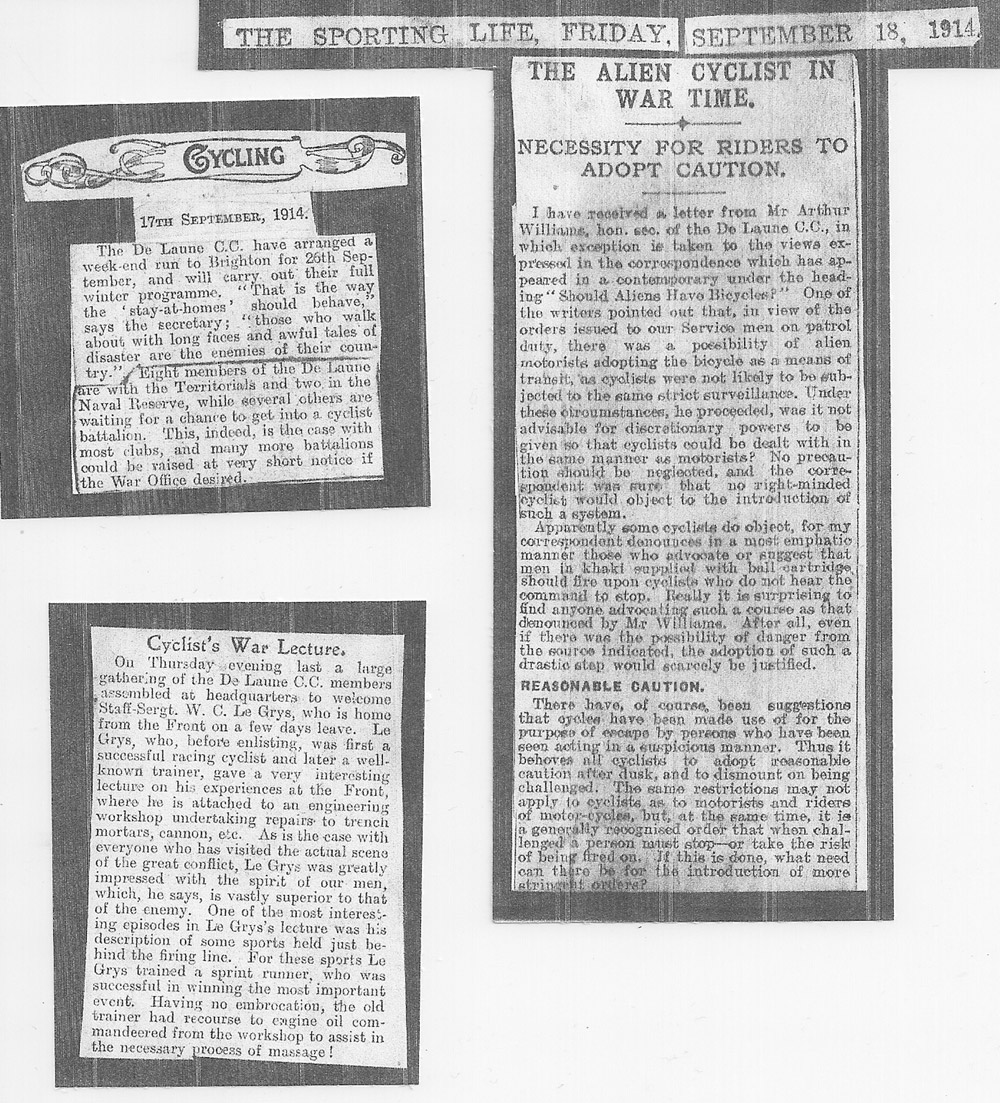 THE SPORTING LIFE, FRIDAY, SEPTEMBER 18, 1914.
CYCLING
17TH SEPTEMBER, 1914.
The De Laune C.C. have arranged a
week-end run to Brighton for 26th Sep-
tember, and will carry out their full
winter programme. "That is the way
the 'stay-at-homes' should behave,"
says the secretary; "those who walk
about with long faces and awful tales of
disaster are the enemies of their coun-
try." Eight members of the De Laune
are with the Territorials and two in the
Naval Reserve, while several others are
waiting for a chance to get into a cyclist
battalion. This, indeed, is the case with
most clubs, and many more battalions
could be raised at very short notice if
the War Office desired.
Cyclist's War Lecture.
On Thursday evening last a large
gathering of the De Laune C.C. members
assembled at headquarters to welcome
Staff-Sergt. W. C. Le Grys, who is home
from the Front on a few days leave. Le
Grys, who, before enlisting, was first a
successful racing cyclist and later a well-
known trainer, gave a very interesting
lecture on his experiences at the Front,
where he is attached to an engineering
workshop undertaking repairs to trench
mortars, cannon, etc. As is the case with
everyone who has visited the actual scene
of the great conflict, Le Grys was greatly
impressed with the spirit of our men,
which, he says, is vastly superior to that
of the enemy. One of the most interest-
ing episodes in Le Grys's lecture was his
description of some sports held just be-
hind the firing line. For these sports Le
Grys trained a sprint runner, who was
successful in winning the most important
event. Having no embrocation, the old
trainer had recourse to engine oil com-
mandeered from the workshop to assist in
the necessary process of massage!
THE ALIEN CYCLIST IN
WAR TIME.
NECESSITY FOR RIDERS TO
ADOPT CAUTION.
I have received a letter from Mr Arthur
Williams, hon. sec. of the De Laune C.C., in
which exception is taken to the views ex-
pressed in the correspondence which has ap-
peared in a contemporary under the head-
ing "Should Aliens Have Bicycles?" One of
the writers pointed out that, in view of the
orders issued to our Service men on patrol
duty, there was a possibility of alien
motorists adopting the bicycle as a means of
transit, as cyclists were not likely to be sub-
jected to the same strict surveillance. Under
these circumstances, he proceeded, was it not
advisable for discretionary powers to be
given so that cyclists could be dealt with in
the same manner as motorists? No precau-
tion should be neglected, and the corre-
spondent was sure that no right-minded
cyclist would object to the introduction of
such a system.
Apparently some cyclists do object, for my
correspondent denounces in a most emphatic
manner those who advocate or suggest that
men in khaki supplied with ball cartridge
should fire upon cyclists who do not hear the
command to stop. Really it is surprising to
find anyone advocating such a course as that
denounced by Mr Williams. After all, even
if there was the possibility of danger from
the source indicated, the adoption of such a
drastic step would scarcely be justified.
REASONABLE CAUTION.
There have, of course, been suggestions
that cycles have been made use of for the
purpose of escape by persons who have been
seen acting in a suspicious manner. Thus it
behoves all cyclists to adopt reasonable
caution after dusk, and to dismount on being
challenged. The same restrictions may not
apply to cyclists as to motorists and riders
of motor-cycles, but, at the same time, it is
a generally recognised order that when chal-
lenged a person must stop—or take the risk
of being fired on. If this is done, what need
can there be for the introduction of more
stringent orders?